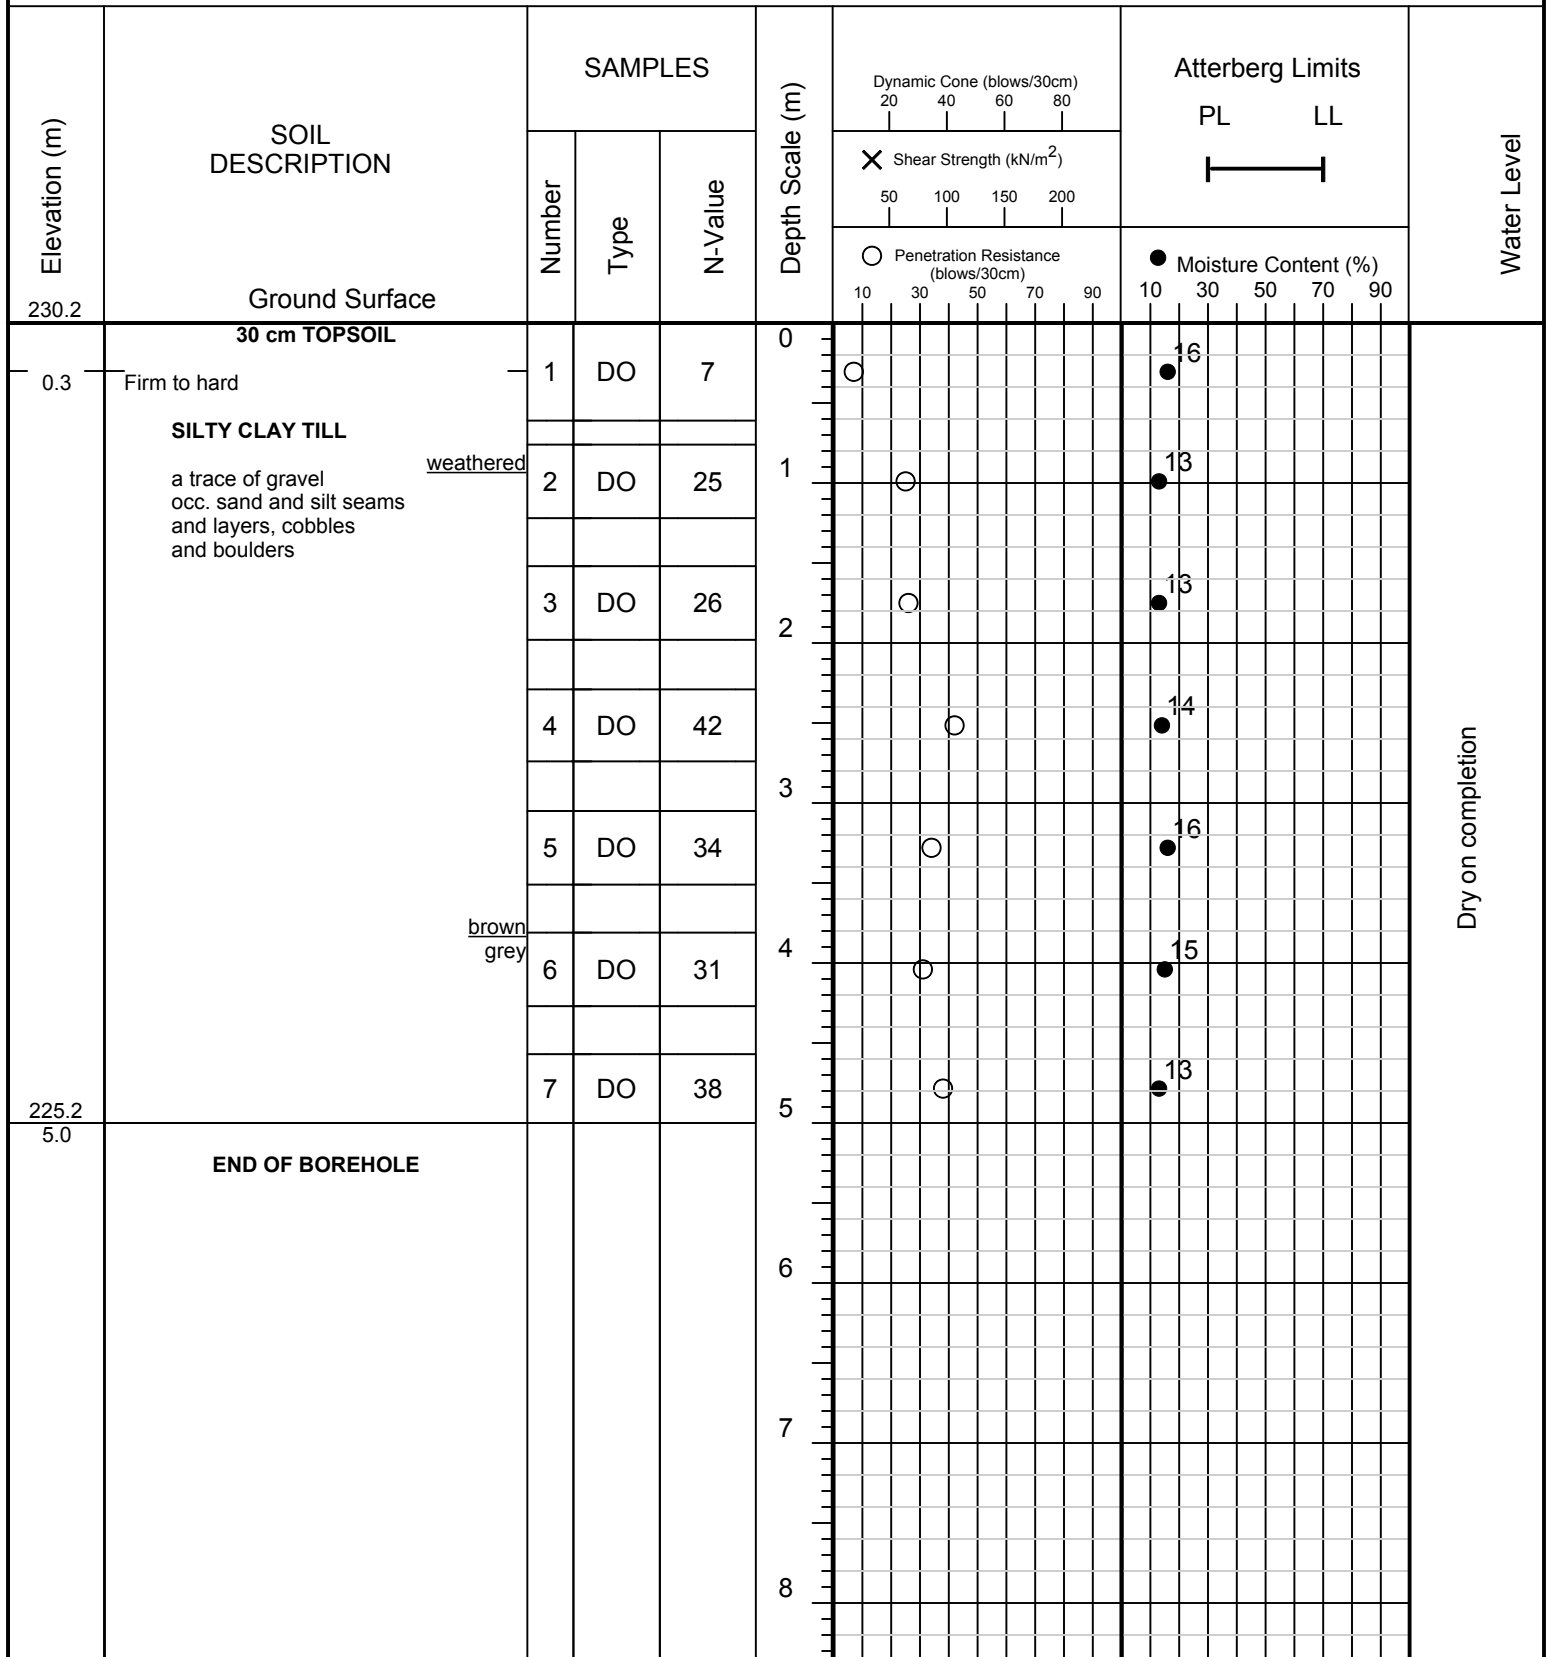 Elevation (m)
SOIL
DESCRIPTION
SAMPLES
Number
Type
N-Value
Depth Scale (m)
Dynamic Cone (blows/30cm)
20 40 60 80
Shear Strength (kN/m2)
50 100 150 200
Penetration Resistance
(blows/30cm)
10 30 50 70 90
Atterberg Limits
PL LL
Moisture Content (%)
10 30 50 70 90
Water Level
230.2
Ground Surface
30 cm TOPSOIL
0
16
0.3 Firm to hard 1 DO 7
SILTY CLAY TILL
weathered
1
13
a trace of gravel 2 DO 25
occ. sand and silt seams
and layers, cobbles
and boulders
13
3 DO 26
2
14
4 DO 42
3
16
5 DO 34
brown
grey
4
15
6 DO 31
13
7 DO 38
225.2
5
5.0
END OF BOREHOLE
6
7
8
Dry on completion